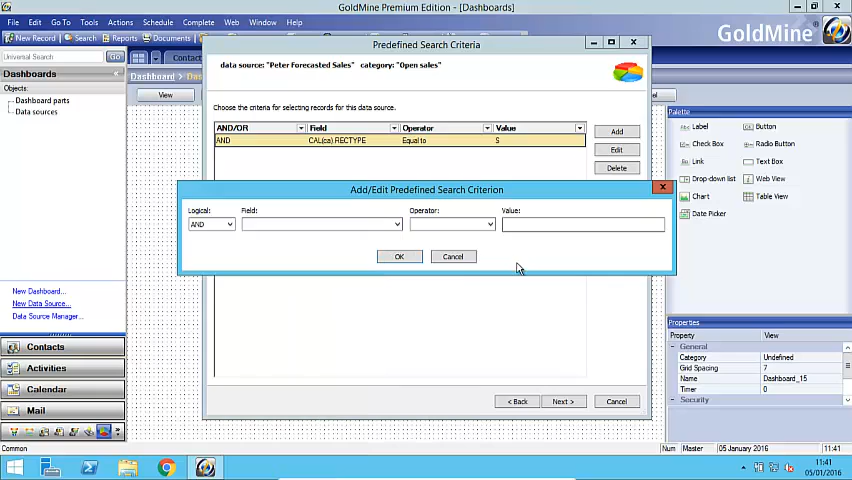 GoldMine Premium Edition - [Dashboards]
File Edit Go To Tools Actions Schedule Complete Web Window Help
New Record Search Reports Documents
Universal Search Go
Contact
GoldMine
Predefined Search Criteria
Dashboards
Dashboard
Objects:
Dashboard parts
Data sources
View
data source: "Peter Forecasted Sales" category: "Open sales"
Choose the criteria for selecting records for this data source.
AND/OR Field Operator Value
AND CAL(ca) RECTYPE Equal to S
Add
Edit
Delete
Palette
Label Button
Check Box Radio Button
Link Text Box
Drop-down list Web View
Chart Table View
Date Picker
Add/Edit Predefined Search Criterion
Logical: Field: Operator: Value:
AND
OK Cancel
New Dashboard...
New Data Source...
Data Source Manager...
Contacts
Activities
Calendar
Mail
Properties
Property View
General
Category Undefined
Grid Spacing 7
Name Dashboard_15
Timer 0
Security
< Back Next > Cancel
Common Num Master 05 January 2016 11:41
11:41
05/01/2016